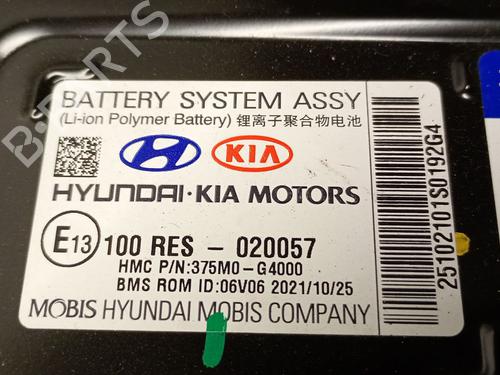 BATTERY SYSTEM ASSY
(Li-ion Polymer Battery) 锂离子聚合物电池
KIA
HYUNDAI·KIA MOTORS
E13 100 RES - 020057
HMC P/N:375M0-G4000
BMS ROM ID:06V06 2021/10/25
MOBIS HYUNDAI MOBIS COMPANY
25102101S0192G4